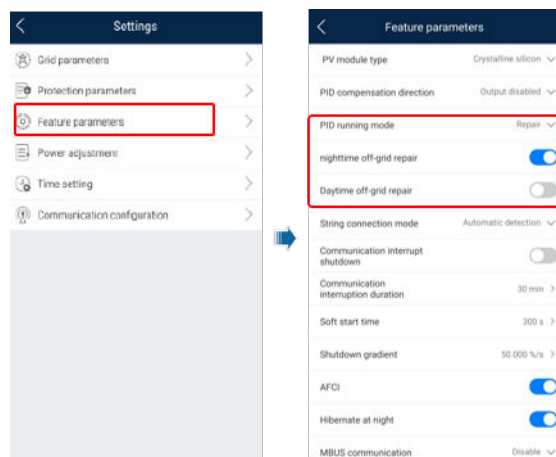 Settings
Grid parameters
Protection parameters
Feature parameters
Power adjustment
Time setting
Communication configuration
Feature parameters
PV module type Crystalline silicon
PID compensation direction Output disabled
PID running mode Repair
nighttime off-grid repair
Daytime off-grid repair
String connection mode Automatic detection
Communication interrupt
shutdown
Communication
interruption duration 30 min
Soft start time 300 s
Shutdown gradient 50.000 %/s
AFCI
Hibernate at night
MBUS communication Disable